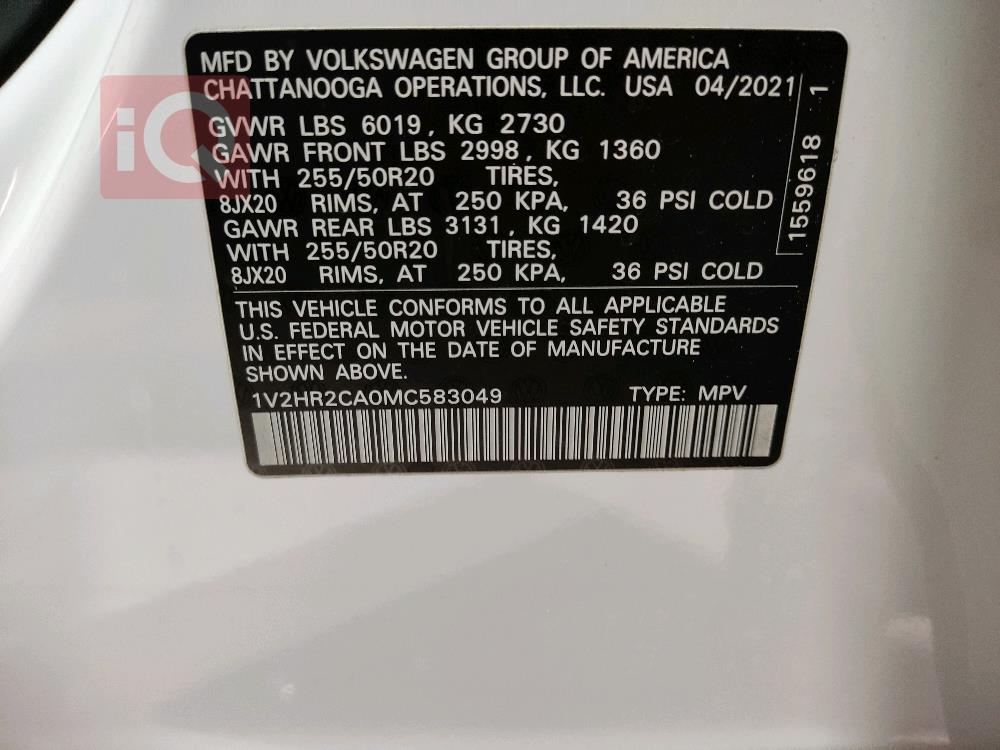 MFD BY VOLKSWAGEN GROUP OF AMERICA
CHATTANOOGA OPERATIONS, LLC. USA 04/2021
GVWR LBS 6019, KG 2730
GAWR FRONT LBS 2998, KG 1360
WITH 255/50R20 TIRES,
8JX20 RIMS, AT 250 KPA, 36 PSI COLD
GAWR REAR LBS 3131, KG 1420
WITH 255/50R20 TIRES,
8JX20 RIMS, AT 250 KPA, 36 PSI COLD
THIS VEHICLE CONFORMS TO ALL APPLICABLE
U.S. FEDERAL MOTOR VEHICLE SAFETY STANDARDS
IN EFFECT ON THE DATE OF MANUFACTURE
SHOWN ABOVE.
1V2HR2CA0MC583049 TYPE: MPV
1559618 1
iQ